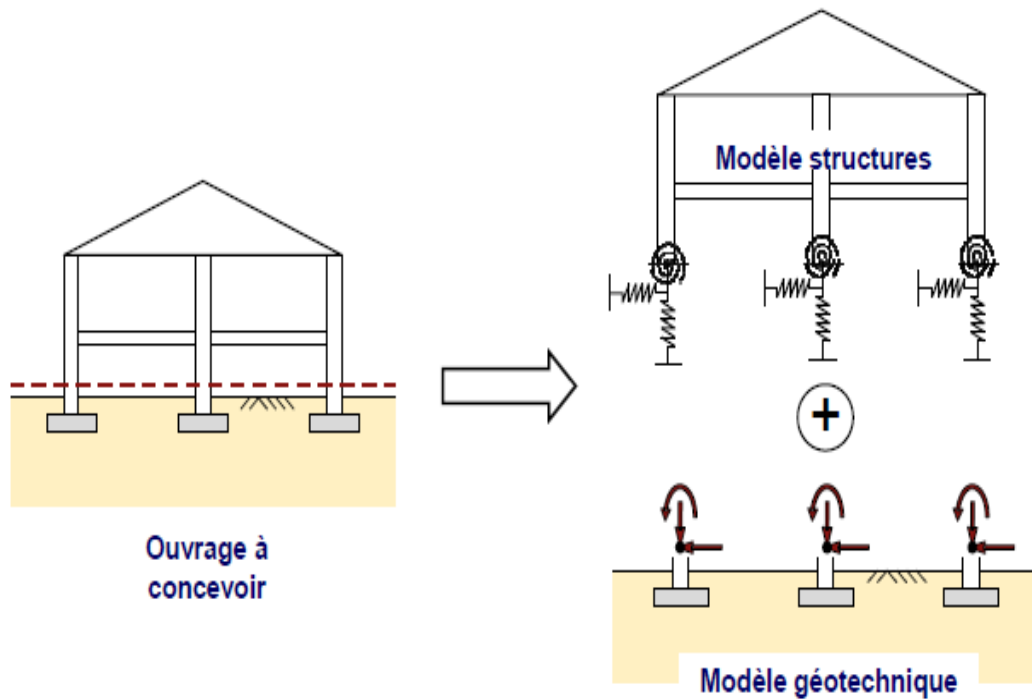 Modèle structures
+
Ouvrage à
concevoir
Modèle géotechnique